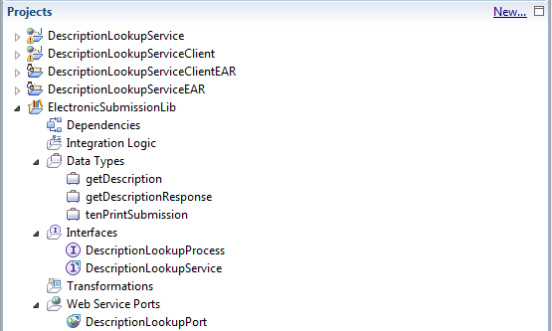 Projects New...
DescriptionLookupService
DescriptionLookupServiceClient
DescriptionLookupServiceClientEAR
DescriptionLookupServiceEAR
ElectronicSubmissionLib
Dependencies
Integration Logic
Data Types
getDescription
getDescriptionResponse
tenPrintSubmission
Interfaces
DescriptionLookupProcess
DescriptionLookupService
Transformations
Web Service Ports
DescriptionLookupPort